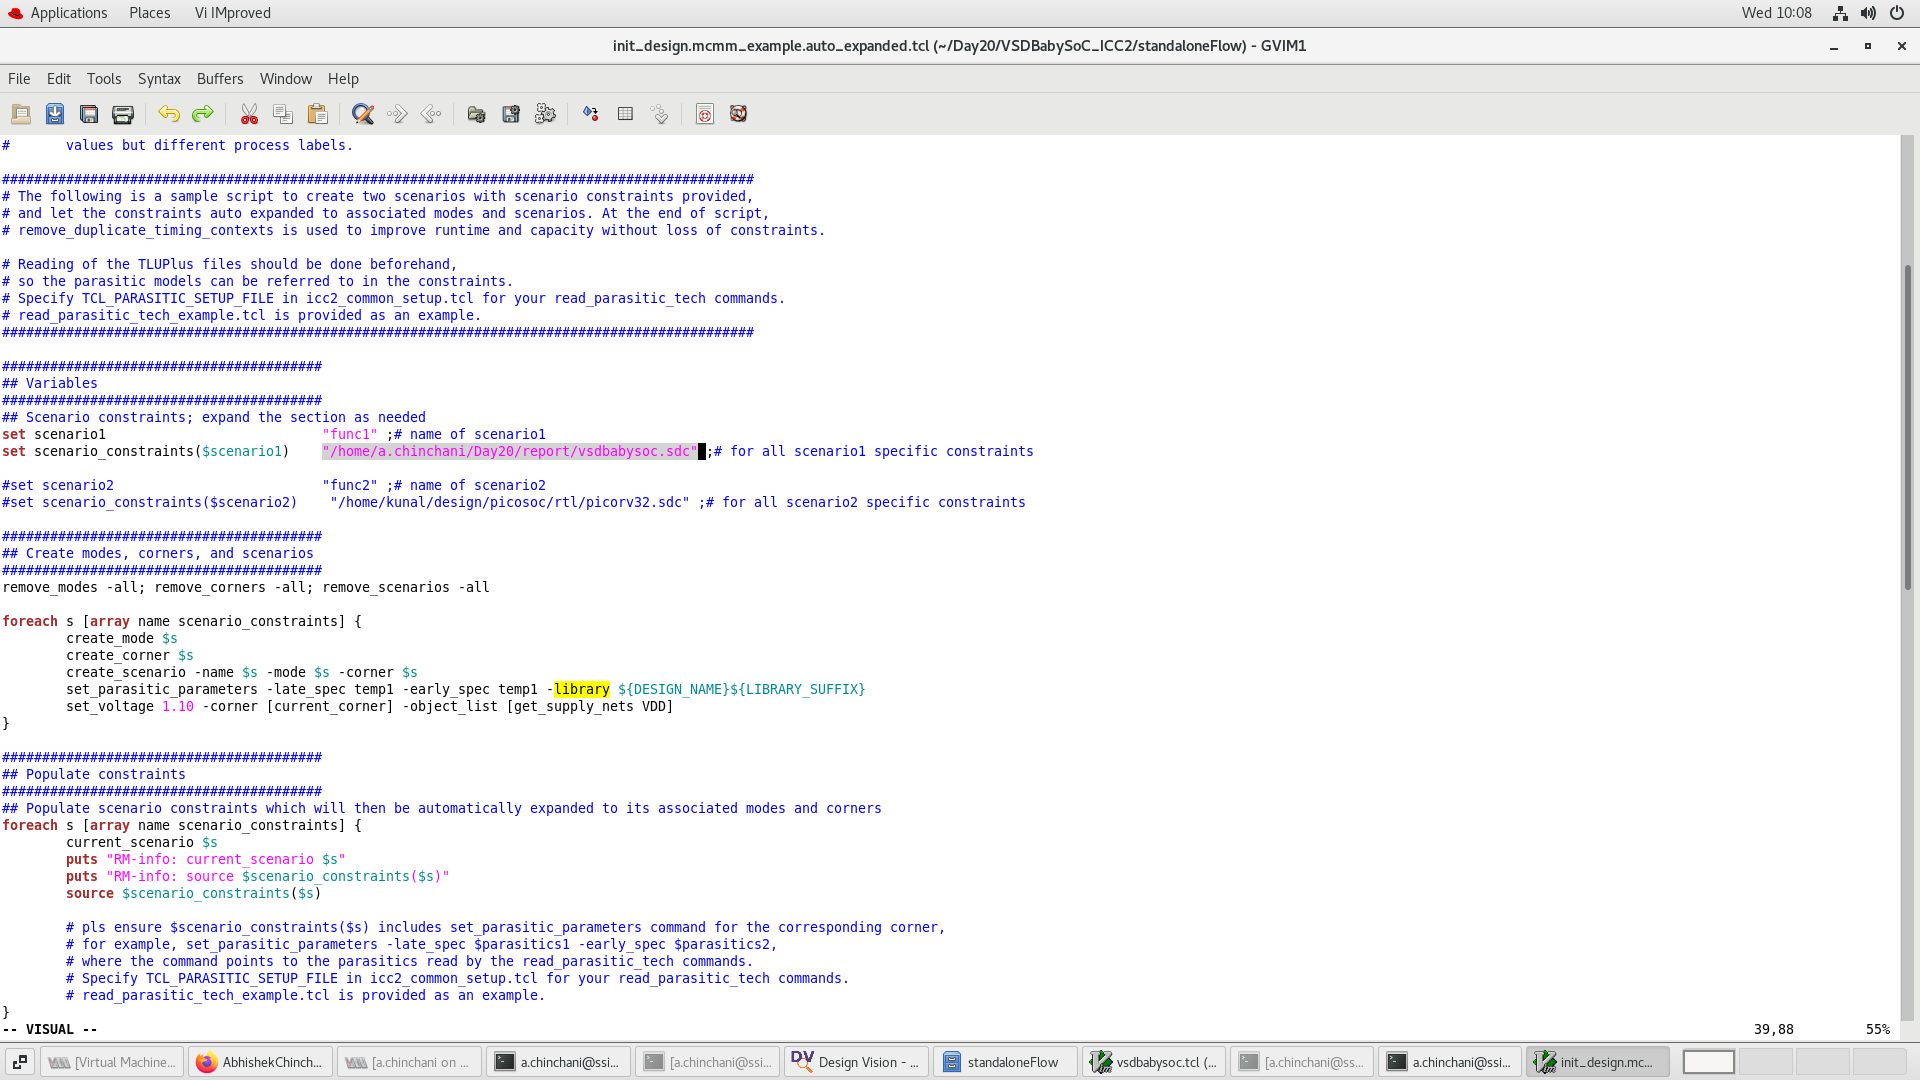 Applications Places Vi IMproved Wed 10:08
init_design.mcmm_example.auto_expanded.tcl (~/Day20/VSDBabySoC_ICC2/standaloneFlow) - GVIM1
File Edit Tools Syntax Buffers Window Help
#       values but different process labels.
##############################################################################################
# The following is a sample script to create two scenarios with scenario constraints provided,
# and let the constraints auto expanded to associated modes and scenarios. At the end of script,
# remove_duplicate_timing_contexts is used to improve runtime and capacity without loss of constraints.
# Reading of the TLUPlus files should be done beforehand,
# so the parasitic models can be referred to in the constraints.
# Specify TCL_PARASITIC_SETUP_FILE in icc2_common_setup.tcl for your read_parasitic_tech commands.
# read_parasitic_tech_example.tcl is provided as an example.
##############################################################################################
########################################
## Variables
########################################
## Scenario constraints; expand the section as needed
set scenario1                           "func1" ;# name of scenario1
set scenario_constraints($scenario1)    "/home/a.chinchani/Day20/report/vsdbabysoc.sdc" ;# for all scenario1 specific constraints
#set scenario2                          "func2" ;# name of scenario2
#set scenario_constraints($scenario2)    "/home/kunal/design/picosoc/rtl/picorv32.sdc" ;# for all scenario2 specific constraints
########################################
## Create modes, corners, and scenarios
########################################
remove_modes -all; remove_corners -all; remove_scenarios -all
foreach s [array name scenario_constraints] {
        create_mode $s
        create_corner $s
        create_scenario -name $s -mode $s -corner $s
        set_parasitic_parameters -late_spec temp1 -early_spec temp1 -library ${DESIGN_NAME}${LIBRARY_SUFFIX}
        set_voltage 1.10 -corner [current_corner] -object_list [get_supply_nets VDD]
}
########################################
## Populate constraints
########################################
## Populate scenario constraints which will then be automatically expanded to its associated modes and corners
foreach s [array name scenario_constraints] {
        current_scenario $s
        puts "RM-info: current_scenario $s"
        puts "RM-info: source $scenario_constraints($s)"
        source $scenario_constraints($s)
        # pls ensure $scenario_constraints($s) includes set_parasitic_parameters command for the corresponding corner,
        # for example, set_parasitic_parameters -late_spec $parasitics1 -early_spec $parasitics2,
        # where the command points to the parasitics read by the read_parasitic_tech commands.
        # Specify TCL_PARASITIC_SETUP_FILE in icc2_common_setup.tcl for your read_parasitic_tech commands.
        # read_parasitic_tech_example.tcl is provided as an example.
}
-- VISUAL -- 39,88 55%
[Virtual Machine... AbhishekChinch... [a.chinchani on ... a.chinchani@ssi... [a.chinchani@ssi... DV Design Vision - ... standaloneFlow vsdbabysoc.tcl (... [a.chinchani@ss... a.chinchani@ssi... init_design.mc...